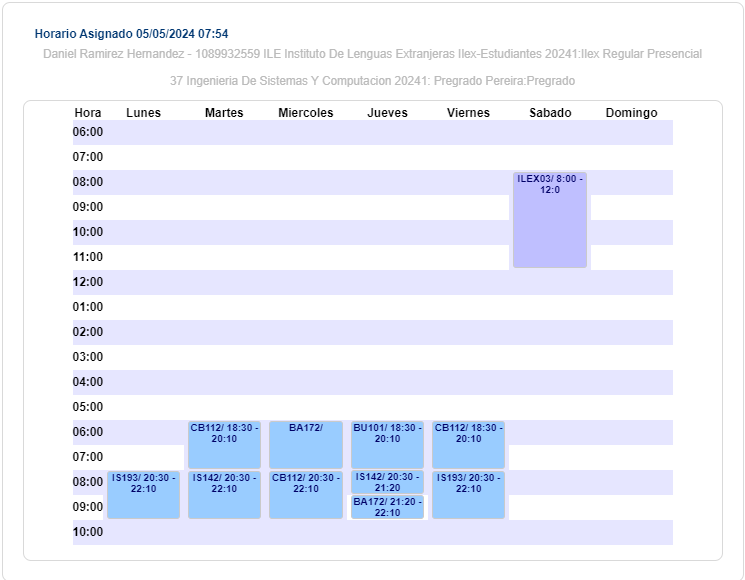 Horario Asignado 05/05/2024 07:54
Daniel Ramirez Hernandez - 1089932559 ILE Instituto De Lenguas Extranjeras Ilex-Estudiantes 20241:Ilex Regular Presencial
37 Ingenieria De Sistemas Y Computacion 20241: Pregrado Pereira:Pregrado
Hora Lunes Martes Miercoles Jueves Viernes Sabado Domingo
06:00
07:00
08:00 ILEX03/ 8:00 -
12:0
09:00
10:00
11:00
12:00
01:00
02:00
03:00
04:00
05:00
06:00 CB112/ 18:30 - BA172/ BU101/ 18:30 - CB112/ 18:30 -
20:10 20:10 20:10
07:00
08:00 IS193/ 20:30 - IS142/ 20:30 - CB112/ 20:30 - IS142/ 20:30 - IS193/ 20:30 -
22:10 22:10 22:10 21:20 22:10
09:00 BA172/ 21:20 -
22:10
10:00